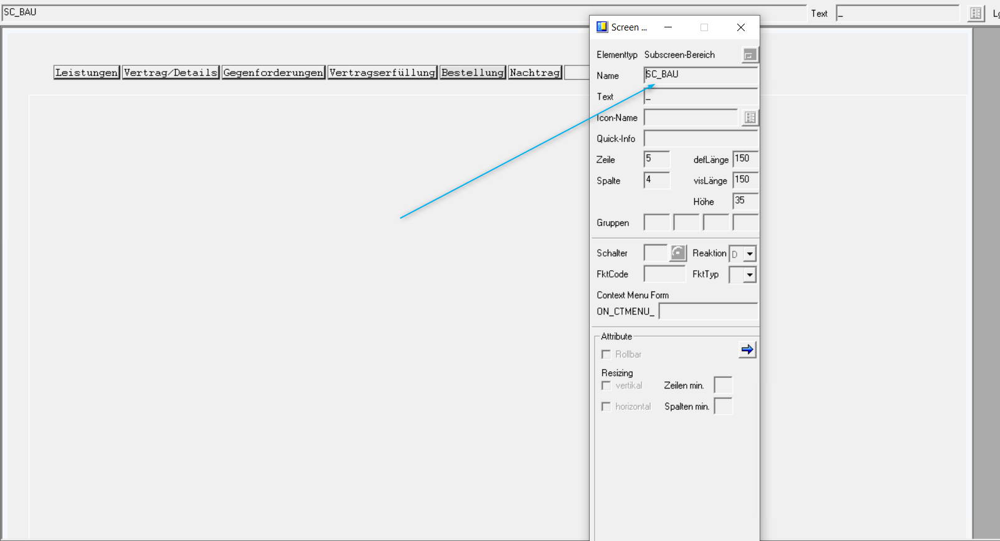 SC_BAU Text _
Screen ...
Elementtyp Subscreen-Bereich
Leistungen Vertrag/Details Gegenforderungen Vertragserfüllung Bestellung Nachtrag
Name SC_BAU
Text _
Icon-Name
Quick-Info
Zeile 5 defLänge 150
Spalte 4 visLänge 150
Höhe 35
Gruppen
Schalter Reaktion D
FktCode FktTyp
Context Menu Form
ON_CTMENU_
Attribute
Rollbar
Resizing
vertikal Zeilen min.
horizontal Spalten min.